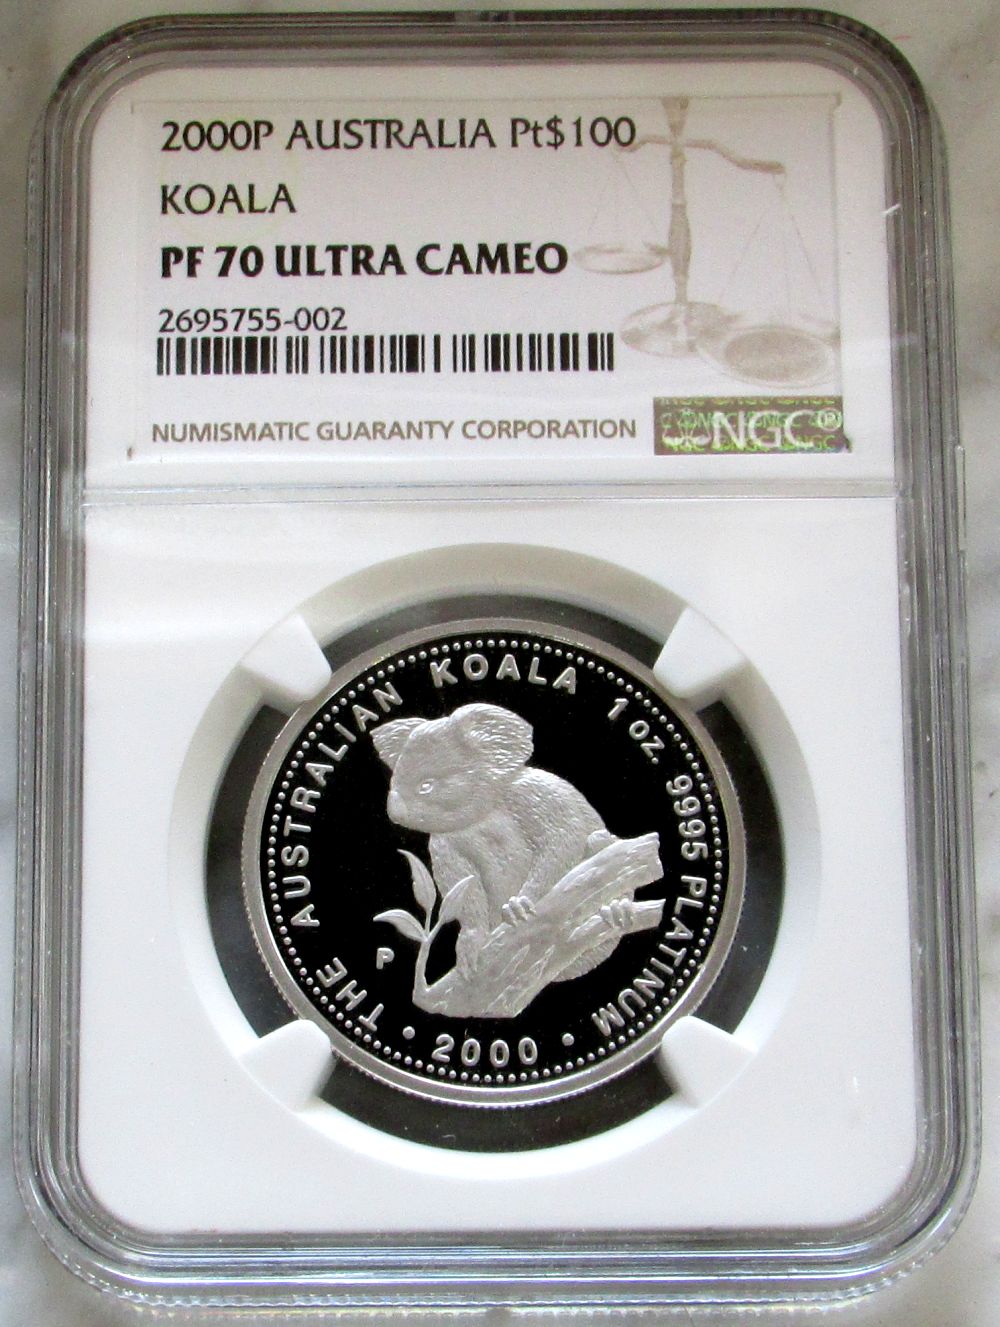 2000P AUSTRALIA Pt$100
KOALA
PF 70 ULTRA CAMEO
2695755-002
NUMISMATIC GUARANTY CORPORATION
NGC®
THE AUSTRALIAN KOALA 1 oz. 9995 PLATINUM
P
• 2000 •